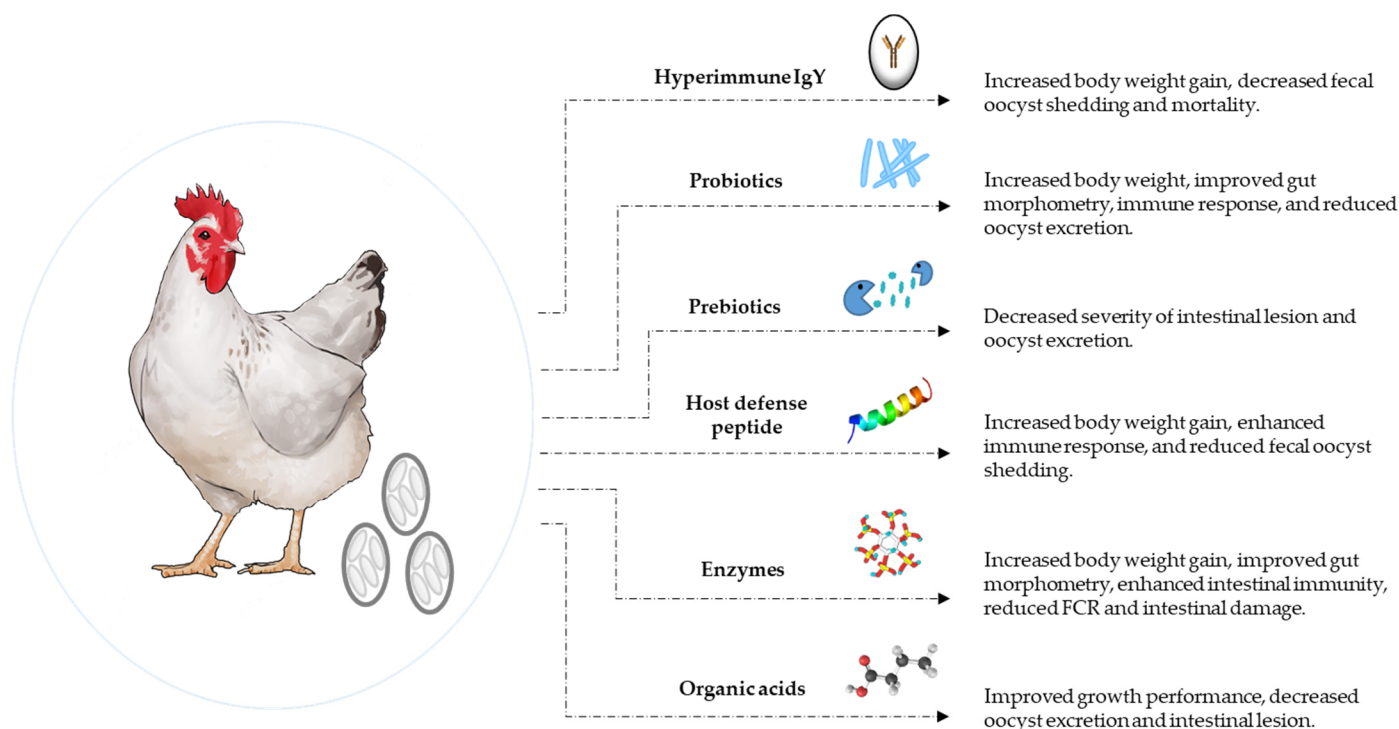 Hyperimmune IgY
Increased body weight gain, decreased fecal
oocyst shedding and mortality.
Probiotics
Increased body weight, improved gut
morphometry, immune response, and reduced
oocyst excretion.
Prebiotics
Decreased severity of intestinal lesion and
oocyst excretion.
Host defense
peptide
Increased body weight gain, enhanced
immune response, and reduced fecal oocyst
shedding.
Enzymes
Increased body weight gain, improved gut
morphometry, enhanced intestinal immunity,
reduced FCR and intestinal damage.
Organic acids
Improved growth performance, decreased
oocyst excretion and intestinal lesion.